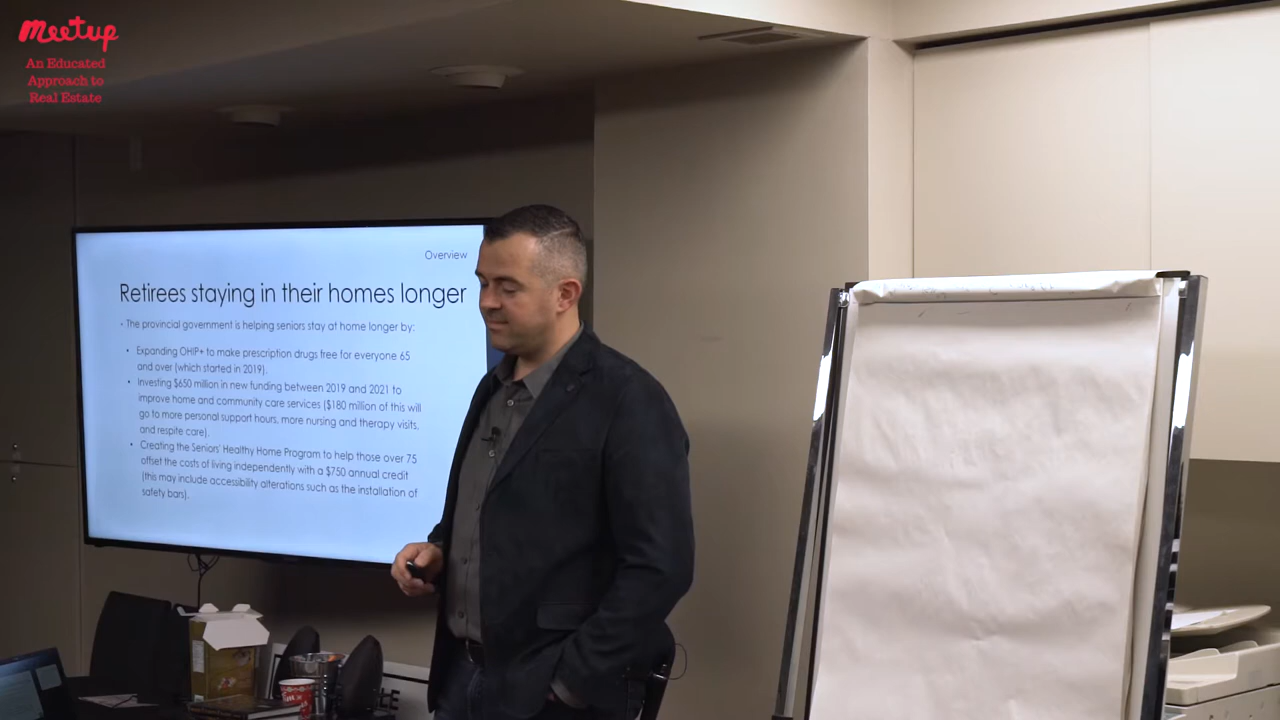 Meetup
An Educated
Approach to
Real Estate
Overview
Retirees staying in their homes longer
• The provincial government is helping seniors stay at home longer by:
• Expanding OHIP+ to make prescription drugs free for everyone 65
and over (which started in 2019).
• Investing $650 million in new funding between 2019 and 2021 to
improve home and community care services ($180 million of this will
go to more personal support hours, more nursing and therapy visits,
and respite care).
• Creating the Seniors' Healthy Home Program to help those over 75
offset the costs of living independently with a $750 annual credit
(this may include accessibility alterations such as the installation of
safety bars).